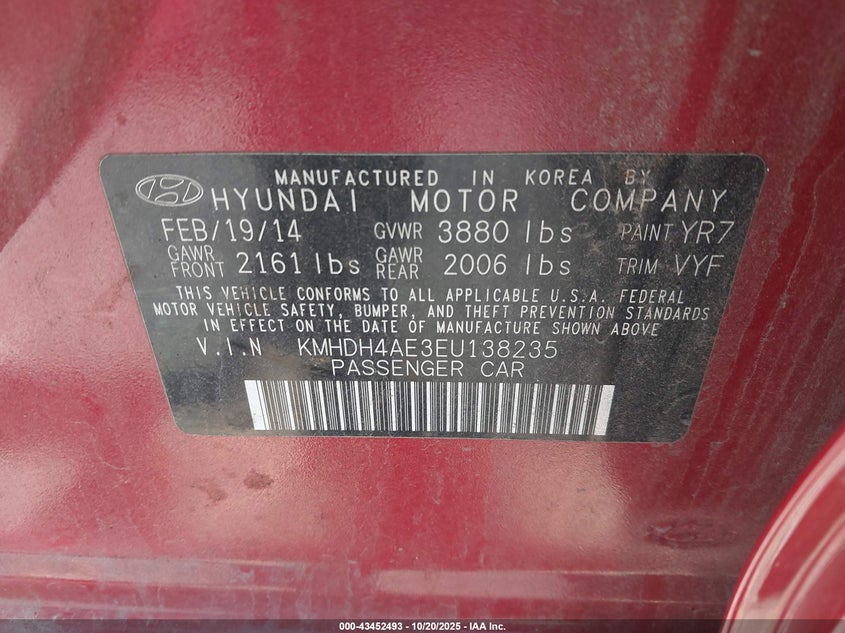 MANUFACTURED IN KOREA BY
HYUNDAI MOTOR COMPANY
FEB/19/14 GVWR 3880 lbs PAINT YR7
GAWR FRONT 2161 lbs GAWR REAR 2006 lbs TRIM VYF
THIS VEHICLE CONFORMS TO ALL APPLICABLE U.S.A. FEDERAL
MOTOR VEHICLE SAFETY, BUMPER, AND THEFT PREVENTION STANDARDS
IN EFFECT ON THE DATE OF MANUFACTURE SHOWN ABOVE
V.I.N KMHDH4AE3EU138235
PASSENGER CAR
000-43452493 - 10/20/2025 - IAA Inc.